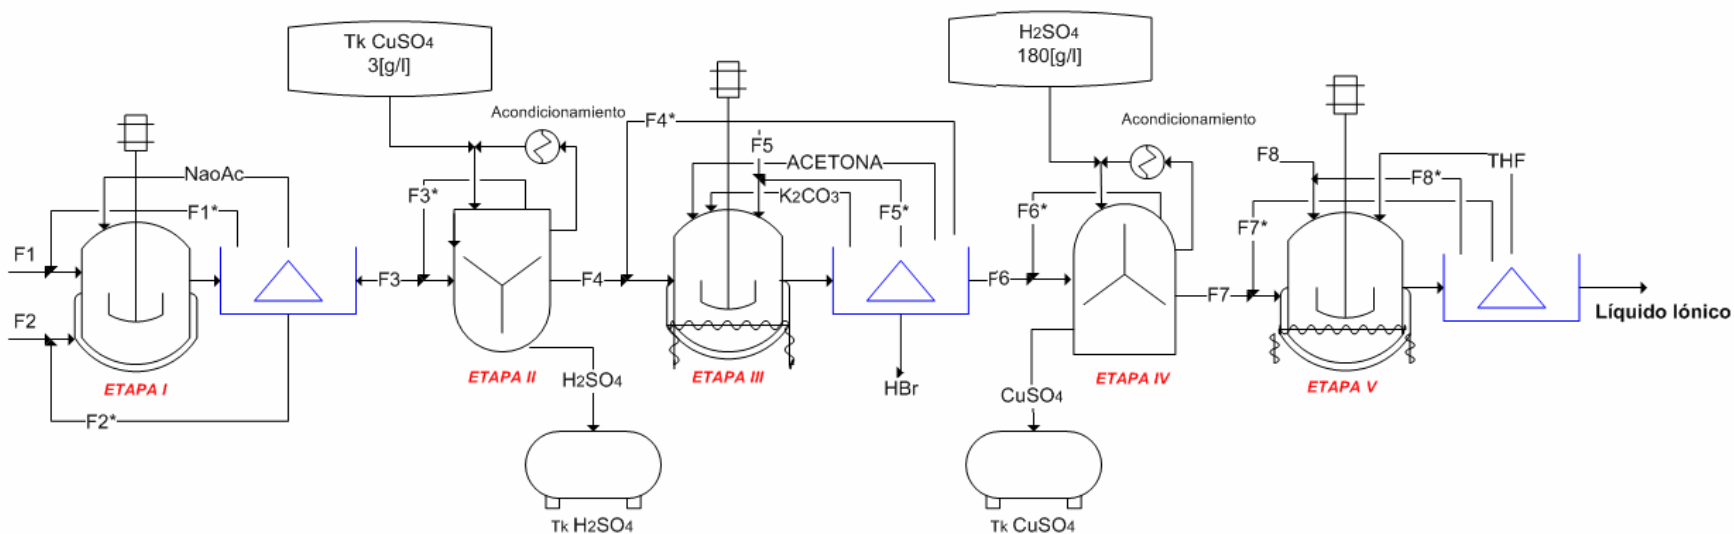 Tk CuSO4
3[g/l]
H2SO4
180[g/l]
Acondicionamiento
Acondicionamiento
F4*
F5
ACETONA
F8
THF
NaoAc
F3*
K2CO3
F8*
F1*
F5*
F6*
F7*
F1
F3
F4
F6
F7
F2
Líquido Iónico
ETAPA I
ETAPA II
H2SO4
ETAPA III
HBr
ETAPA IV
CuSO4
ETAPA V
F2*
Tk H2SO4
Tk CuSO4